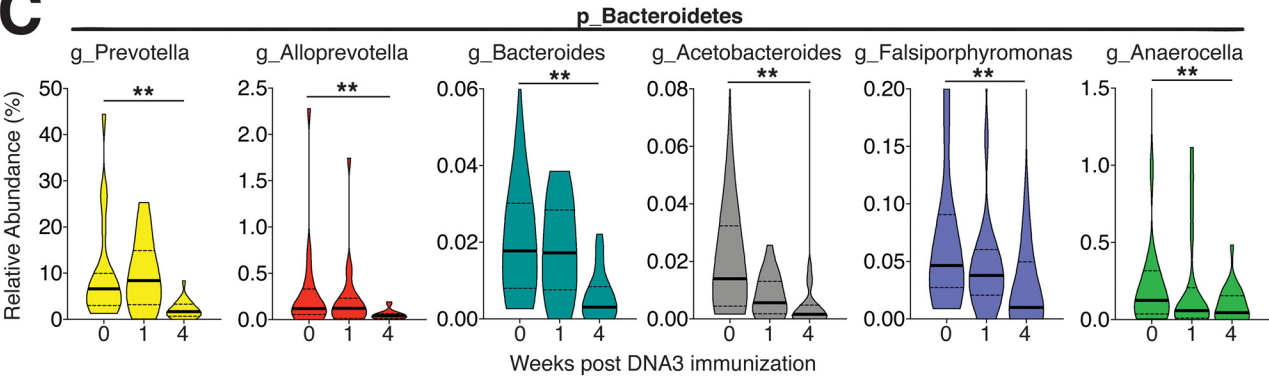 C
p_Bacteroidetes
g_Prevotella g_Alloprevotella g_Bacteroides g_Acetobacteroides g_Falsiporphyromonas g_Anaerocella
** ** ** ** ** **
Relative Abundance (%)
50 2.5 0.06 0.08 0.20 1.5
40 2.0 0.04 0.06 0.15 1.0
30 1.5 0.02 0.04 0.10 0.5
20 1.0 0.00 0.02 0.05 0.0
10 0.5 0.00 0.00
0 0.0
0 1 4 0 1 4 0 1 4 0 1 4 0 1 4 0 1 4
Weeks post DNA3 immunization